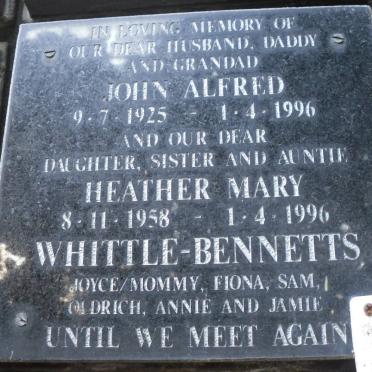 IN LOVING MEMORY OF
OUR DEAR HUSBAND, DADDY
AND GRANDAD
JOHN ALFRED
9·7·1925 - 1·4·1996
AND OUR DEAR
DAUGHTER, SISTER AND AUNTIE
HEATHER MARY
8·11·1958 - 1·4·1996
WHITTLE-BENNETTS
JOYCE/MOMMY, FIONA, SAM,
OLDRICH, ANNIE AND JAMIE
UNTIL WE MEET AGAIN